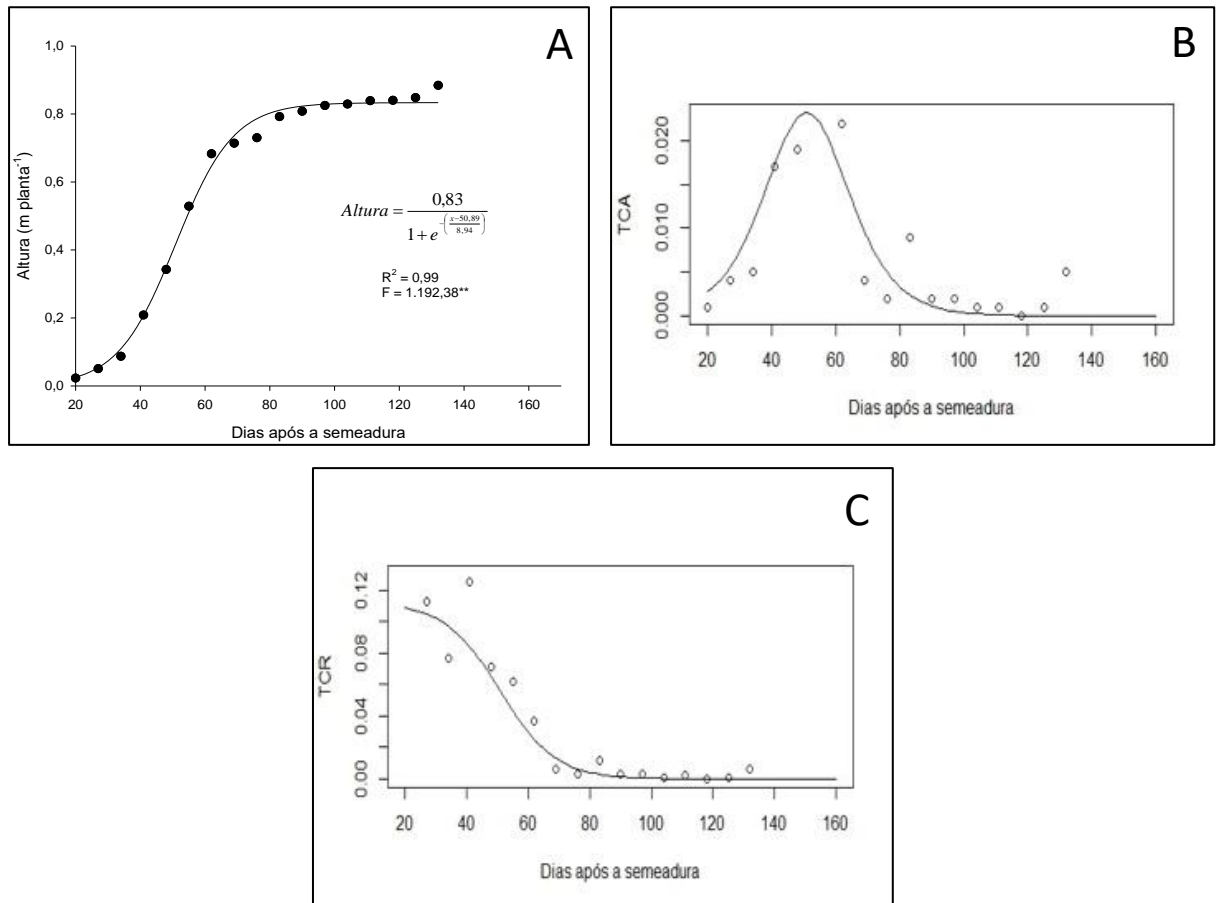 A
1,0
0,8
0,6
0,4
0,2
0,0
Altura (m planta-1)
Altura = 0,83 / 1 + e^-((x-50,89)/8,94)
R² = 0,99
F = 1.192,38**
20 40 60 80 100 120 140 160
Dias após a semeadura
B
0.020
0.010
0.000
TCA
20 40 60 80 100 120 140 160
Dias após a semeadura
C
0.12
0.08
0.04
0.00
TCR
20 40 60 80 100 120 140 160
Dias após a semeadura